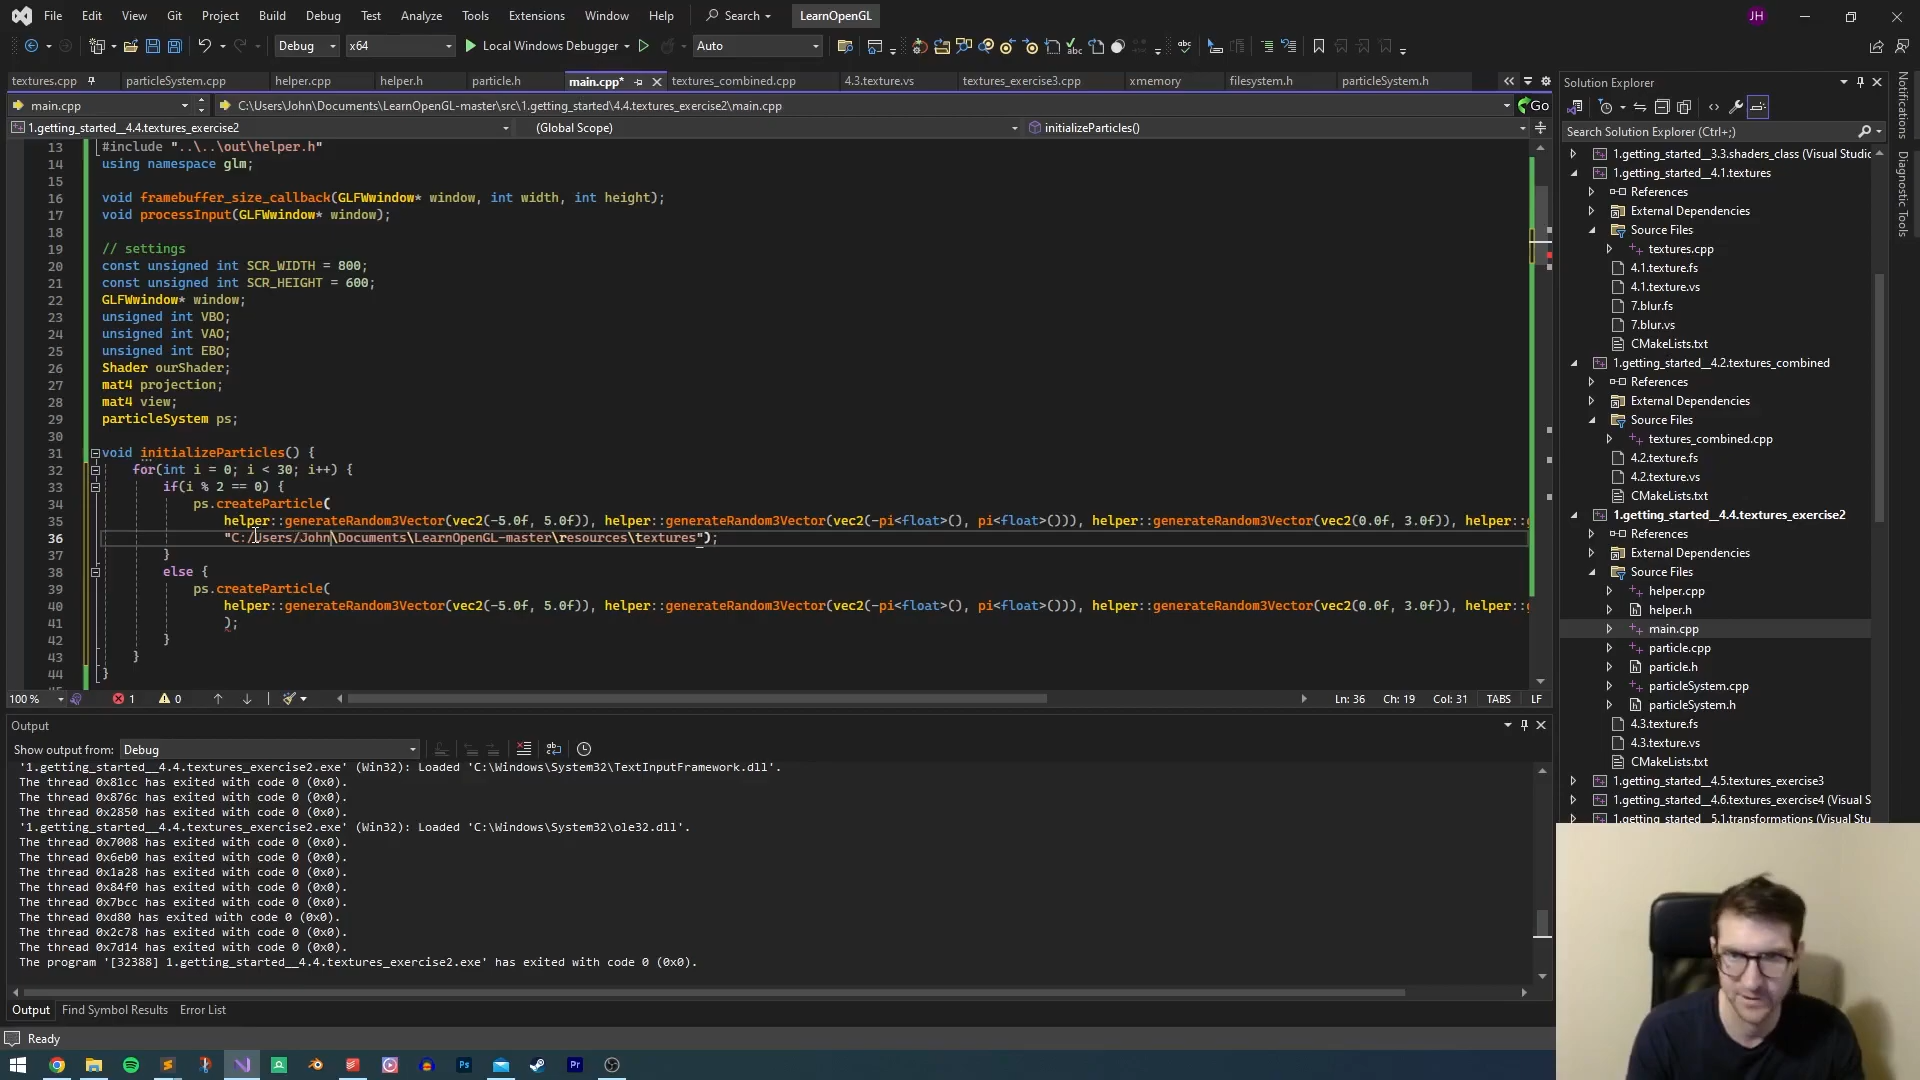 File Edit View Git Project Build Debug Test Analyze Tools Extensions Window Help Search LearnOpenGL JH
Debug x64 Local Windows Debugger Auto
textures.cpp particleSystem.cpp helper.cpp helper.h particle.h main.cpp* textures_combined.cpp 4.3.texture.vs textures_exercise3.cpp xmemory filesystem.h particleSystem.h
main.cpp C:\Users\John\Documents\LearnOpenGL-master\src\1.getting_started\4.4.textures_exercise2\main.cpp Go
1.getting_started__4.4.textures_exercise2 (Global Scope) initializeParticles()
13 #include "..\..\out\helper.h"
14 using namespace glm;
15
16 void framebuffer_size_callback(GLFWwindow* window, int width, int height);
17 void processInput(GLFWwindow* window);
18
19 // settings
20 const unsigned int SCR_WIDTH = 800;
21 const unsigned int SCR_HEIGHT = 600;
22 GLFWwindow* window;
23 unsigned int VBO;
24 unsigned int VAO;
25 unsigned int EBO;
26 Shader ourShader;
27 mat4 projection;
28 mat4 view;
29 particleSystem ps;
30
31 void initializeParticles() {
32 for(int i = 0; i < 30; i++) {
33 if(i % 2 == 0) {
34 ps.createParticle(
35 helper::generateRandom3Vector(vec2(-5.0f, 5.0f)), helper::generateRandom3Vector(vec2(-pi<float>(), pi<float>())), helper::generateRandom3Vector(vec2(0.0f, 3.0f)), helper::g
36 "C:/Users/John\Documents\LearnOpenGL-master\resources\textures");
37 }
38 else {
39 ps.createParticle(
40 helper::generateRandom3Vector(vec2(-5.0f, 5.0f)), helper::generateRandom3Vector(vec2(-pi<float>(), pi<float>())), helper::generateRandom3Vector(vec2(0.0f, 3.0f)), helper::g
41 );
42 }
43 }
44 }
100 % 1 0 Ln: 36 Ch: 19 Col: 31 TABS LF
Output
Show output from: Debug
'1.getting_started__4.4.textures_exercise2.exe' (Win32): Loaded 'C:\Windows\System32\TextInputFramework.dll'.
The thread 0x81cc has exited with code 0 (0x0).
The thread 0x876c has exited with code 0 (0x0).
The thread 0x2850 has exited with code 0 (0x0).
'1.getting_started__4.4.textures_exercise2.exe' (Win32): Loaded 'C:\Windows\System32\ole32.dll'.
The thread 0x7008 has exited with code 0 (0x0).
The thread 0x6eb0 has exited with code 0 (0x0).
The thread 0x1a28 has exited with code 0 (0x0).
The thread 0x84f0 has exited with code 0 (0x0).
The thread 0x7bcc has exited with code 0 (0x0).
The thread 0xd80 has exited with code 0 (0x0).
The thread 0x2c78 has exited with code 0 (0x0).
The thread 0x7d14 has exited with code 0 (0x0).
The program '[32388] 1.getting_started__4.4.textures_exercise2.exe' has exited with code 0 (0x0).
Output Find Symbol Results Error List
Ready
Solution Explorer
Search Solution Explorer (Ctrl+;)
1.getting_started__3.3.shaders_class (Visual Studic
1.getting_started__4.1.textures
References
External Dependencies
Source Files
textures.cpp
4.1.texture.fs
4.1.texture.vs
7.blur.fs
7.blur.vs
CMakeLists.txt
1.getting_started__4.2.textures_combined
References
External Dependencies
Source Files
textures_combined.cpp
4.2.texture.fs
4.2.texture.vs
CMakeLists.txt
1.getting_started__4.4.textures_exercise2
References
External Dependencies
Source Files
helper.cpp
helper.h
main.cpp
particle.cpp
particle.h
particleSystem.cpp
particleSystem.h
4.3.texture.fs
4.3.texture.vs
CMakeLists.txt
1.getting_started__4.5.textures_exercise3
1.getting_started__4.6.textures_exercise4 (Visual S
1.getting_started__5.1.transformations (Visual Stu
Notifications
Diagnostic Tools
Ps
Pr